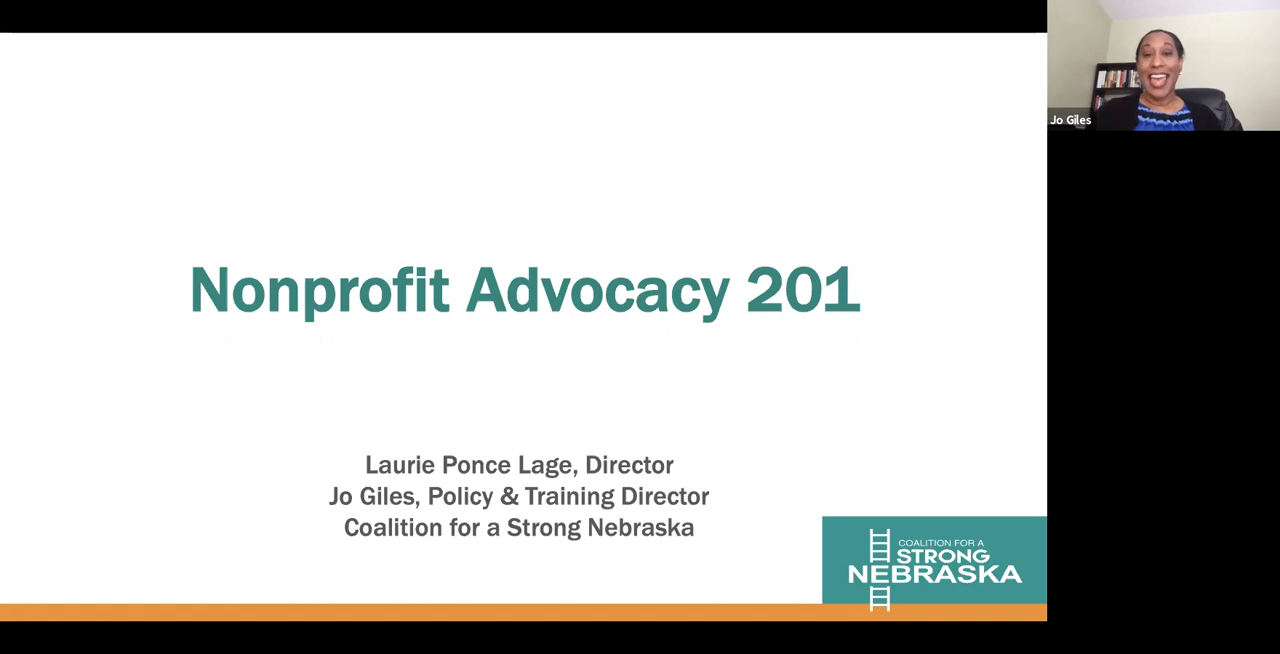 Jo Giles
Nonprofit Advocacy 201
Laurie Ponce Lage, Director
Jo Giles, Policy & Training Director
Coalition for a Strong Nebraska
COALITION FOR A
STRONG
NEBRASKA